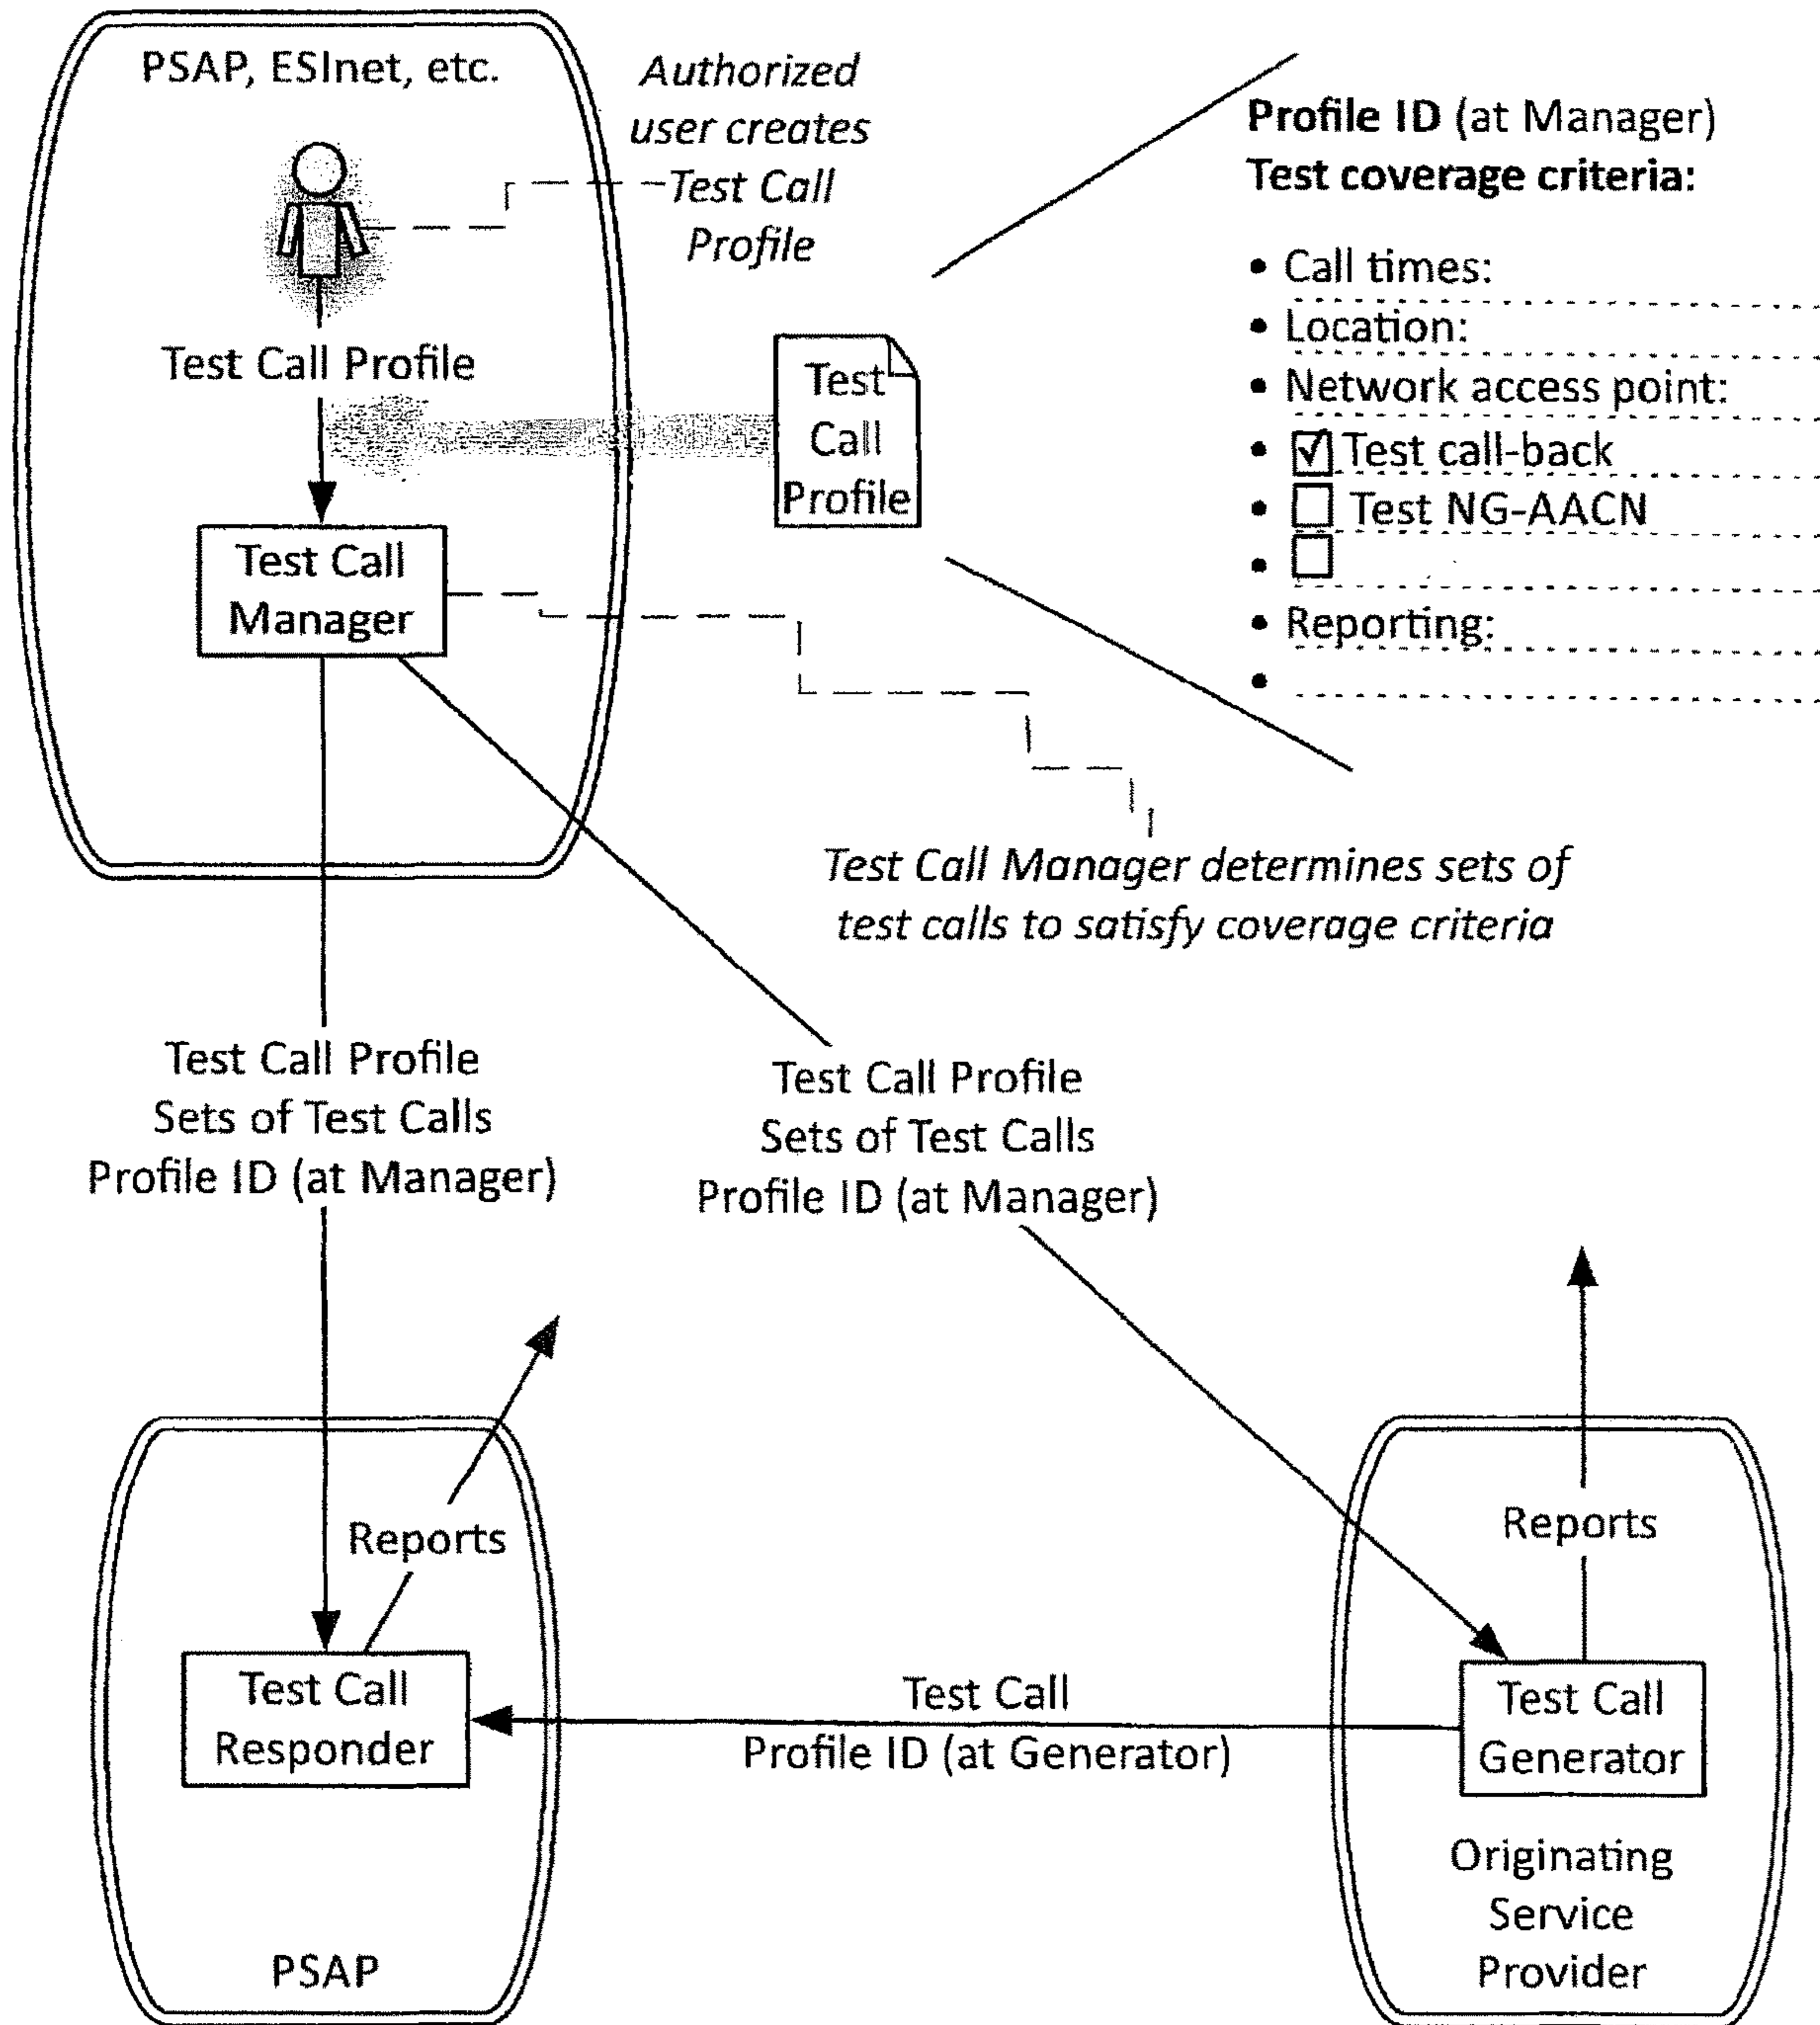 PSAP, ESInet, etc.
Authorized
user creates
Test Call
Profile
Profile ID (at Manager)
Test coverage criteria:
• Call times:
• Location:
• Network access point:
• ☑ Test call-back
• ☐ Test NG-AACN
• ☐
• Reporting:
•
Test Call Profile
Test
Call
Profile
Test Call
Manager
Test Call Manager determines sets of
test calls to satisfy coverage criteria
Test Call Profile
Sets of Test Calls
Profile ID (at Manager)
Test Call Profile
Sets of Test Calls
Profile ID (at Manager)
Reports
Reports
Test Call
Responder
Test Call
Profile ID (at Generator)
Test Call
Generator
PSAP
Originating
Service
Provider